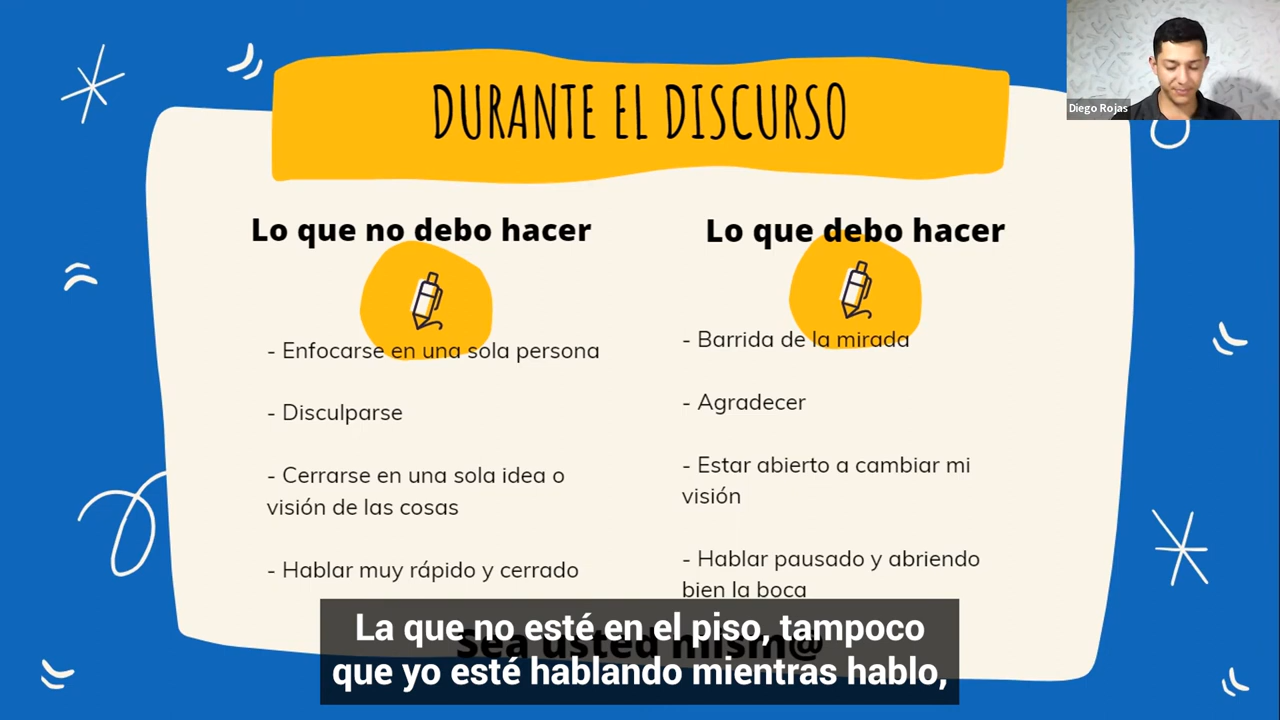 Diego Rojas
DURANTE EL DISCURSO
Lo que no debo hacer
- Enfocarse en una sola persona
- Disculparse
- Cerrarse en una sola idea o
visión de las cosas
- Hablar muy rápido y cerrado
Lo que debo hacer
- Barrida de la mirada
- Agradecer
- Estar abierto a cambiar mi
visión
- Hablar pausado y abriendo
bien la boca
Sea usted mism@
La que no esté en el piso, tampoco
que yo esté hablando mientras hablo,